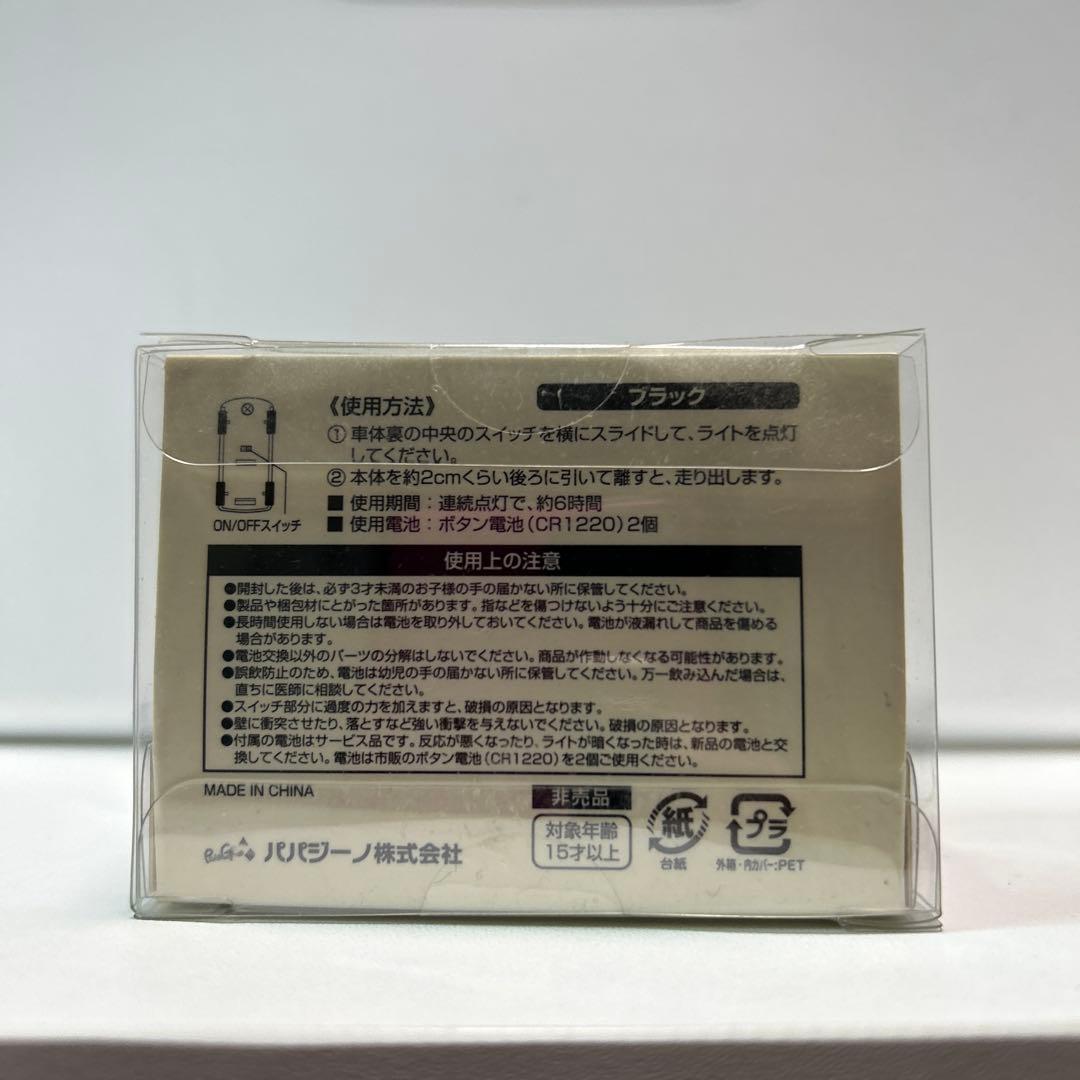 ブラック
《使用方法》
① 車体裏の中央のスイッチを横にスライドして、ライトを点灯
してください。
② 本体を約2cmくらい後ろに引いて離すと、走り出します。
■ 使用期間：連続点灯で、約6時間
■ 使用電池：ボタン電池（CR1220）2個
ON/OFFスイッチ
使用上の注意
●開封した後は、必ず3才未満のお子様の手の届かない所に保管してください。
●製品や梱包材にとがった箇所があります。指などを傷つけないよう十分にご注意ください。
●長時間使用しない場合は電池を取り外しておいてください。電池が液漏れして商品を傷める
場合があります。
●電池交換以外のパーツの分解はしないでください。商品が作動しなくなる可能性があります。
●誤飲防止のため、電池は幼児の手の届かない所に保管してください。万一飲み込んだ場合は、
直ちに医師に相談してください。
●スイッチ部分に過度の力を加えますと、破損の原因となります。
●壁に衝突させたり、落とすなど強い衝撃を与えないでください。破損の原因となります。
●付属の電池はサービス品です。反応が悪くなったり、ライトが暗くなった時は、新品の電池と交
換してください。電池は市販のボタン電池（CR1220）を2個ご使用ください。
MADE IN CHINA
非売品
対象年齢
15才以上
紙
台紙
プラ
外箱・内カバー:PET
パパジーノ株式会社